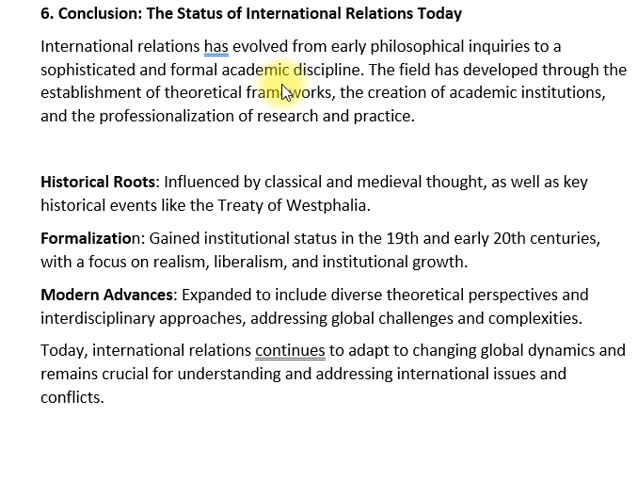 6. Conclusion: The Status of International Relations Today
International relations has evolved from early philosophical inquiries to a
sophisticated and formal academic discipline. The field has developed through the
establishment of theoretical frameworks, the creation of academic institutions,
and the professionalization of research and practice.
Historical Roots: Influenced by classical and medieval thought, as well as key
historical events like the Treaty of Westphalia.
Formalization: Gained institutional status in the 19th and early 20th centuries,
with a focus on realism, liberalism, and institutional growth.
Modern Advances: Expanded to include diverse theoretical perspectives and
interdisciplinary approaches, addressing global challenges and complexities.
Today, international relations continues to adapt to changing global dynamics and
remains crucial for understanding and addressing international issues and
conflicts.